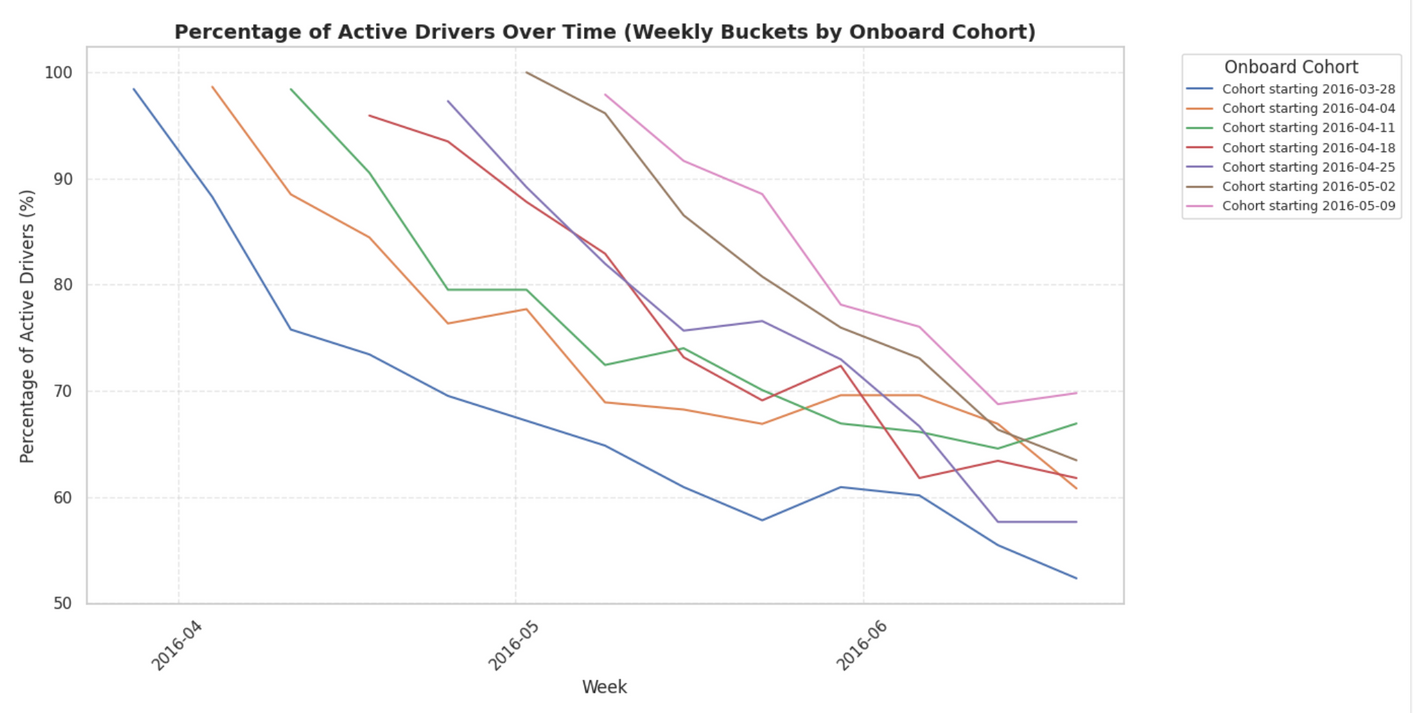 Percentage of Active Drivers Over Time (Weekly Buckets by Onboard Cohort)
Percentage of Active Drivers (%)
100
90
80
70
60
50
2016-04
2016-05
2016-06
Week
Onboard Cohort
Cohort starting 2016-03-28
Cohort starting 2016-04-04
Cohort starting 2016-04-11
Cohort starting 2016-04-18
Cohort starting 2016-04-25
Cohort starting 2016-05-02
Cohort starting 2016-05-09